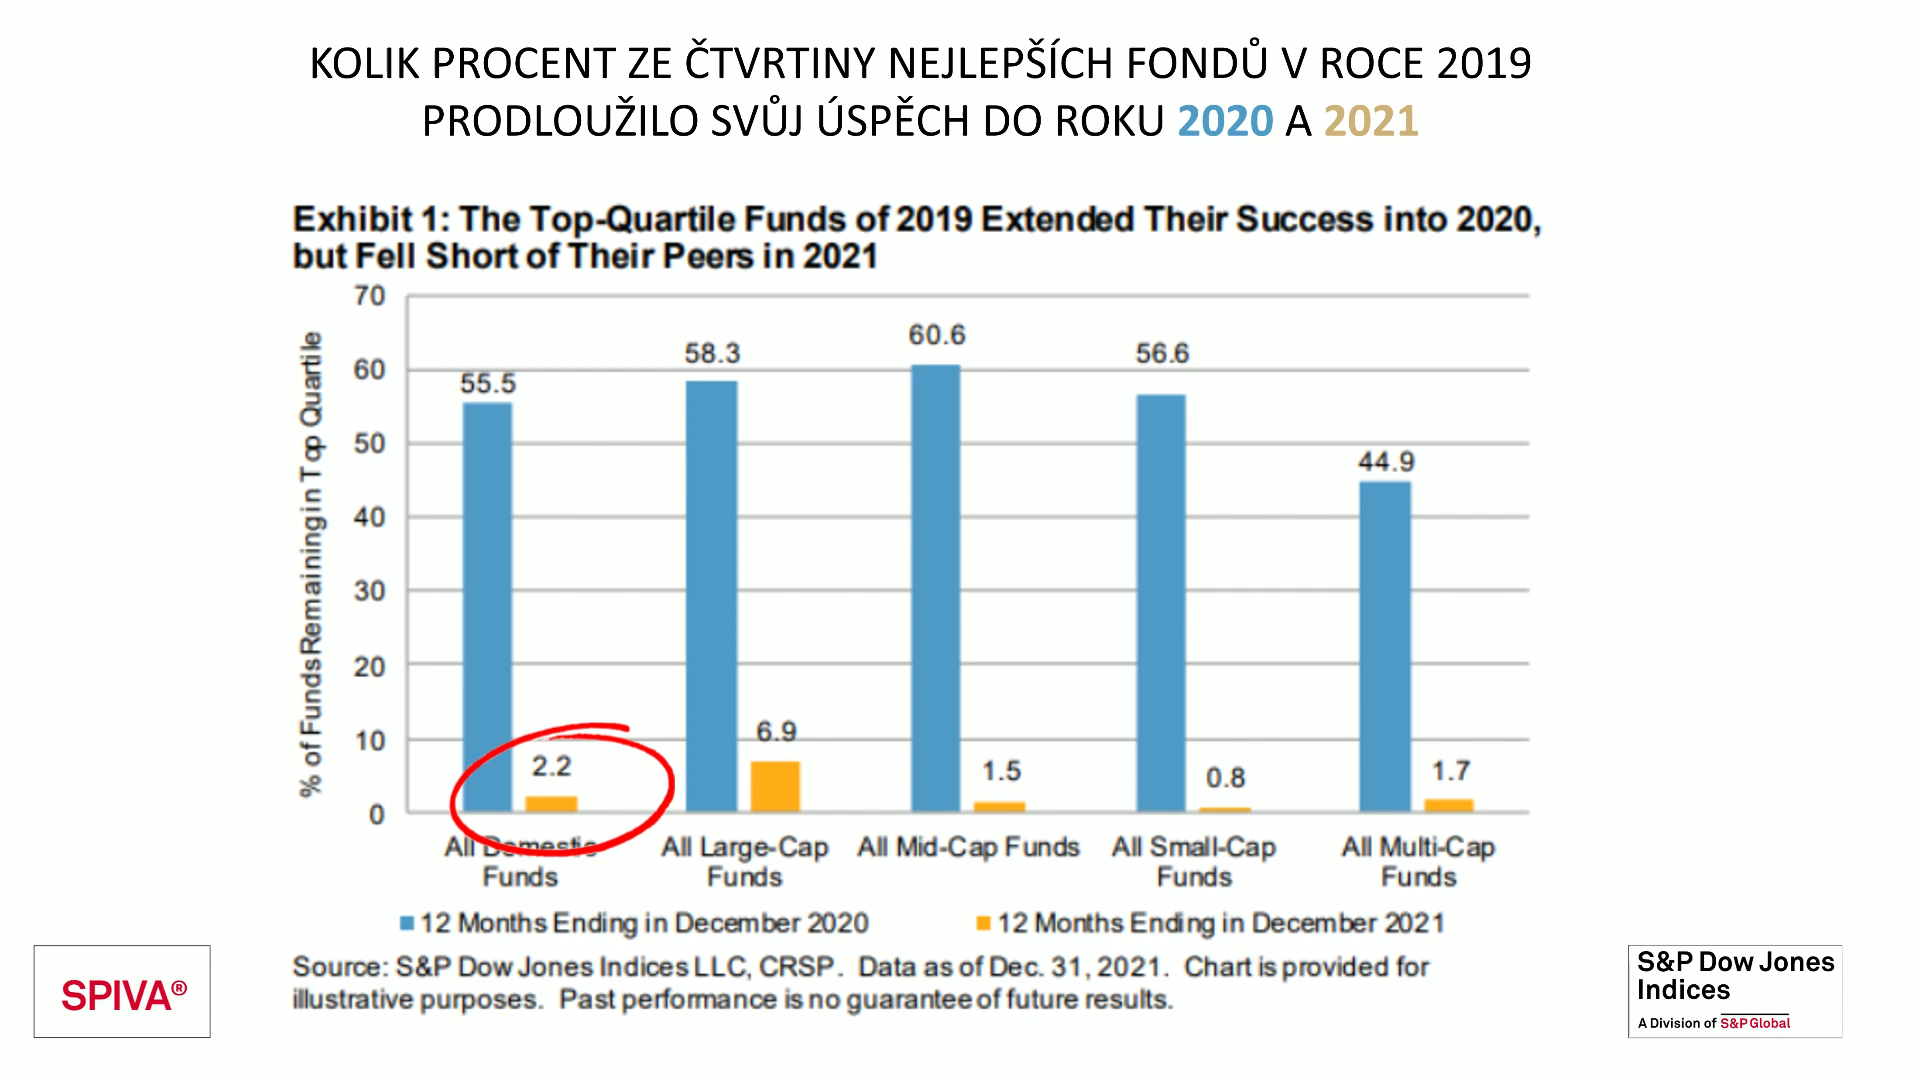 KOLIK PROCENT ZE ČTVRTINY NEJLEPŠÍCH FONDŮ V ROCE 2019
PRODLOUŽILO SVŮJ ÚSPĚCH DO ROKU 2020 A 2021
Exhibit 1: The Top-Quartile Funds of 2019 Extended Their Success into 2020,
but Fell Short of Their Peers in 2021
% of Funds Remaining in Top Quartile
70
60
50
40
30
20
10
0
55.5
2.2
58.3
6.9
60.6
1.5
56.6
0.8
44.9
1.7
All Domestic
Funds
All Large-Cap
Funds
All Mid-Cap Funds
All Small-Cap
Funds
All Multi-Cap
Funds
12 Months Ending in December 2020
12 Months Ending in December 2021
Source: S&P Dow Jones Indices LLC, CRSP. Data as of Dec. 31, 2021. Chart is provided for
illustrative purposes. Past performance is no guarantee of future results.
SPIVA®
S&P Dow Jones
Indices
A Division of S&P Global